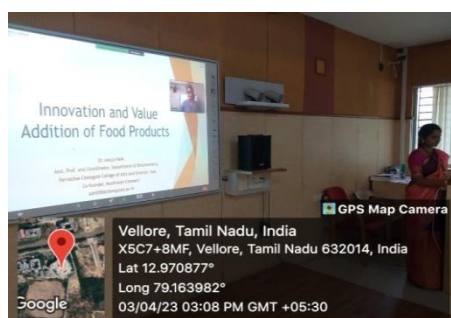 Innovation and Value
Addition of Food Products
GPS Map Camera
Vellore, Tamil Nadu, India
X5C7+8MF, Vellore, Tamil Nadu 632014, India
Lat 12.970877°
Long 79.163982°
03/04/23 03:08 PM GMT +05:30
Google